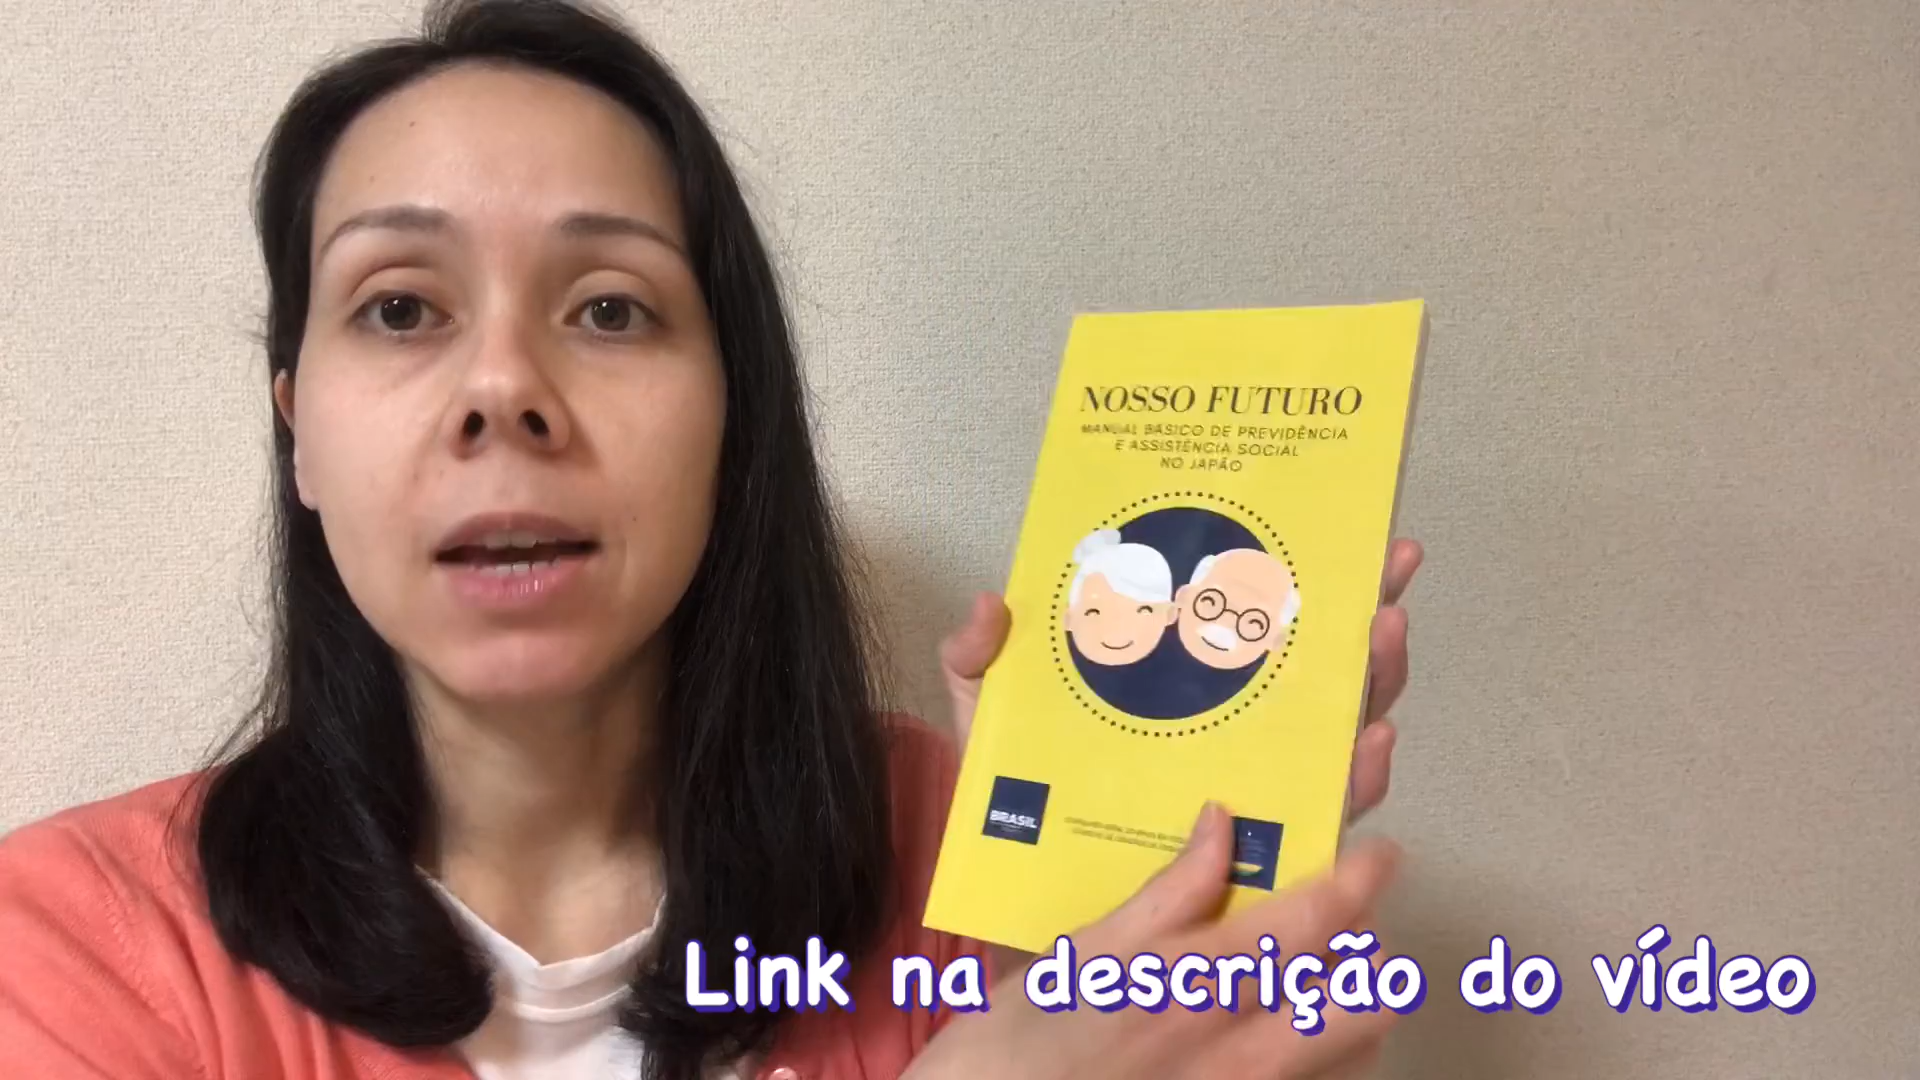 NOSSO FUTURO
MANUAL BÁSICO DE PREVIDÊNCIA
E ASSISTÊNCIA SOCIAL
NO JAPÃO
BRASIL
Link na descrição do vídeo